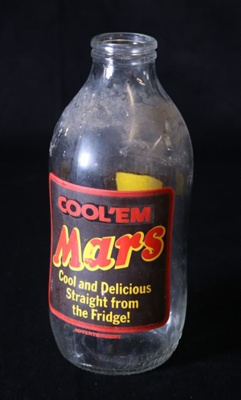 COOL'EM
Mars
Cool and Delicious
Straight from
the Fridge!